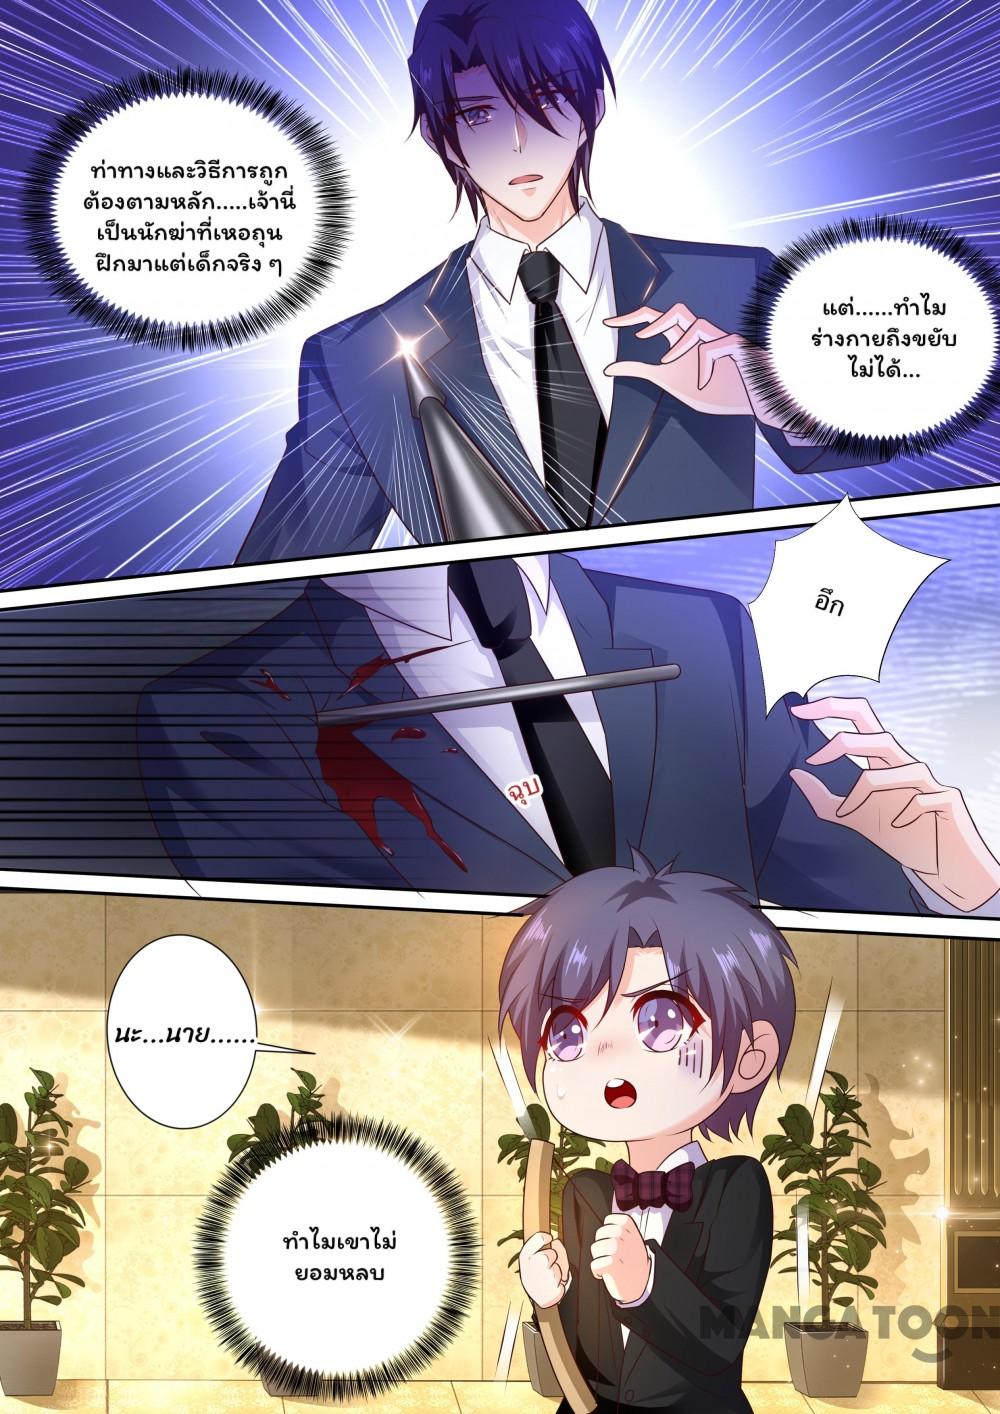 ท่าทางและวิธีการถูก
ต้องตามหลัก.....เจ้านี่
เป็นนักฆ่าที่เหอถุน
ฝึกมาแต่เด็กจริง ๆ
แต่......ทำไม
ร่างกายถึงขยับ
ไม่ได้...
อึก
ฉุบ
นะ...นาย......
ทำไมเขาไม่
ยอมหลบ
MANGATOON